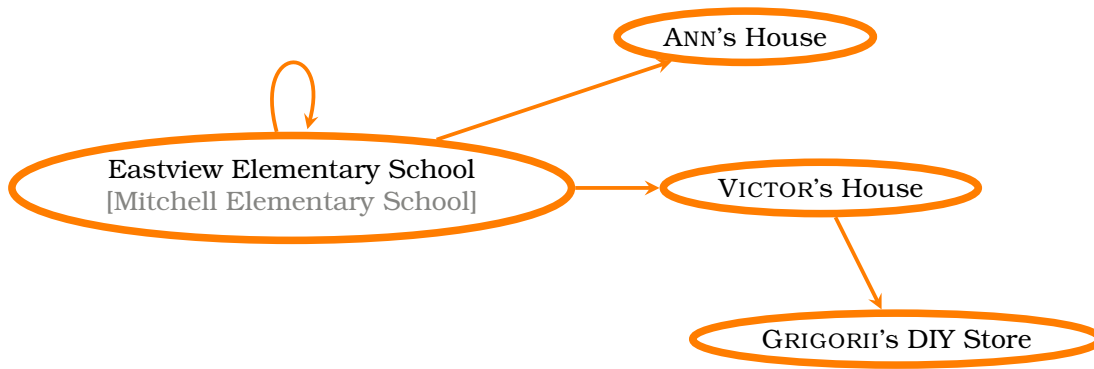 ANN's House
Eastview Elementary School
[Mitchell Elementary School]
VICTOR's House
GRIGORII's DIY Store